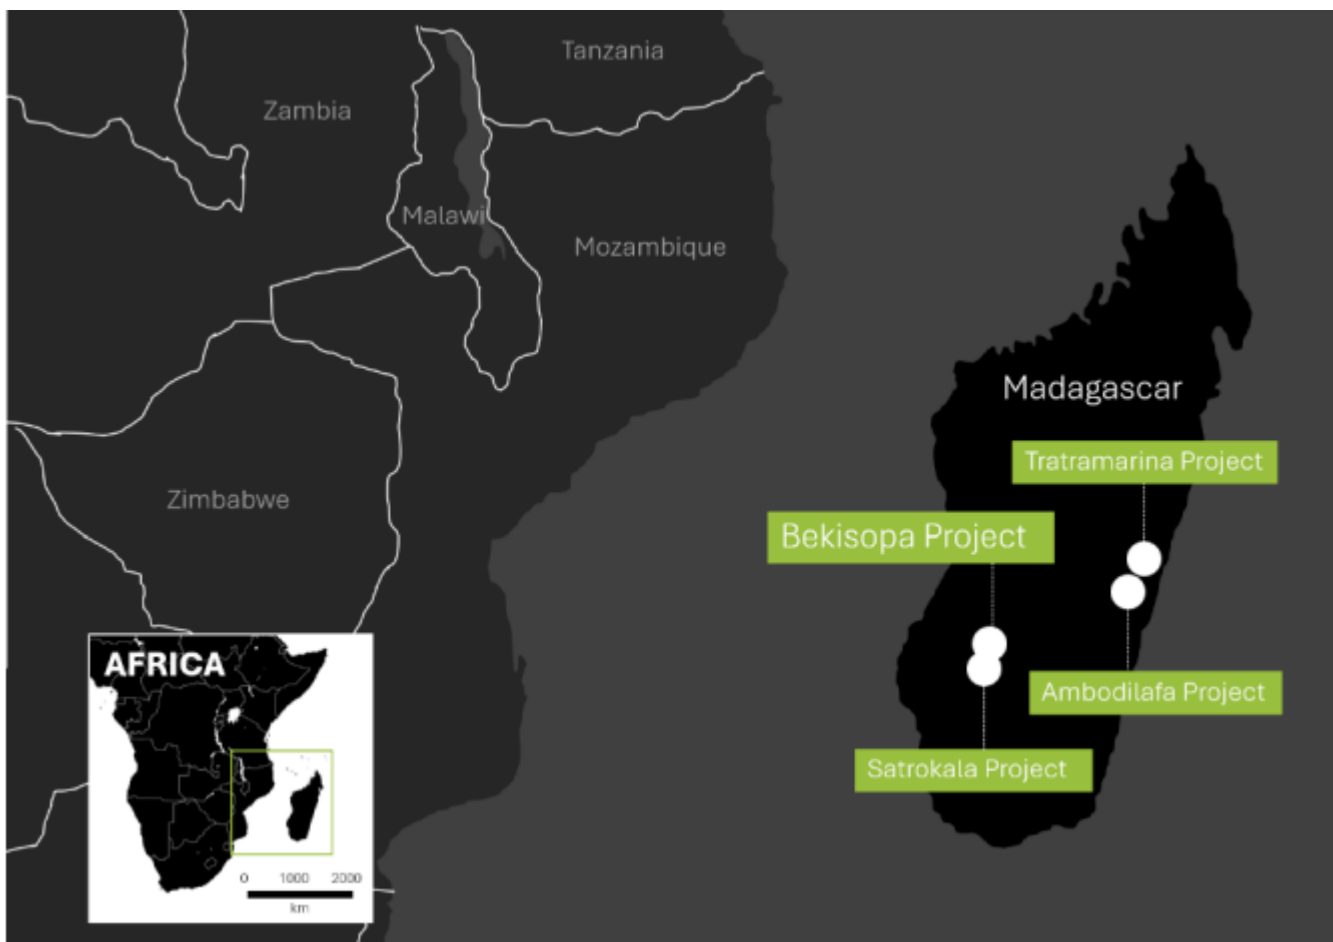 Tanzania
Zambia
Malawi
Mozambique
Madagascar
Tratramarina Project
Zimbabwe
Bekisopa Project
AFRICA
Ambodilafa Project
Satrokala Project
0 1000 2000
km